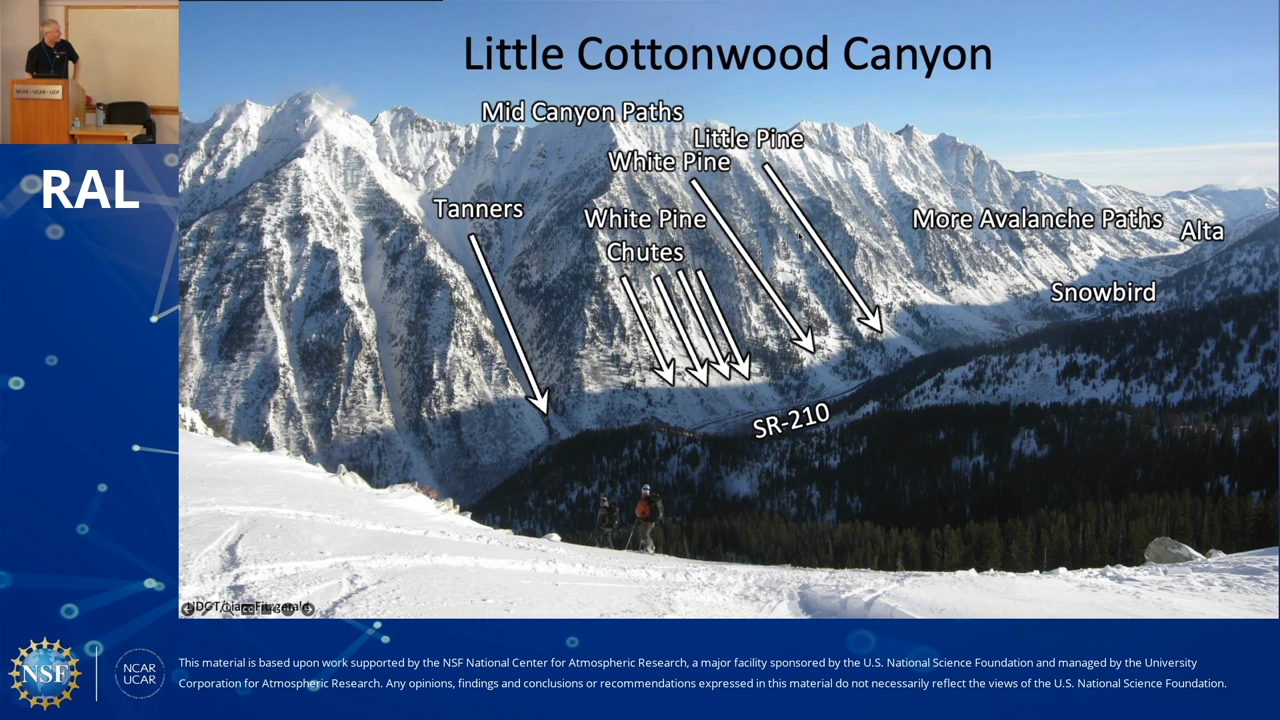 NCAR • UCAR • UCP
RAL
Little Cottonwood Canyon
Mid Canyon Paths
Little Pine
White Pine
Tanners
White Pine
Chutes
More Avalanche Paths
Alta
Snowbird
SR-210
UDOT/Liam Fitzgerald
NSF
NCAR
UCAR
This material is based upon work supported by the NSF National Center for Atmospheric Research, a major facility sponsored by the U.S. National Science Foundation and managed by the University
Corporation for Atmospheric Research. Any opinions, findings and conclusions or recommendations expressed in this material do not necessarily reflect the views of the U.S. National Science Foundation.